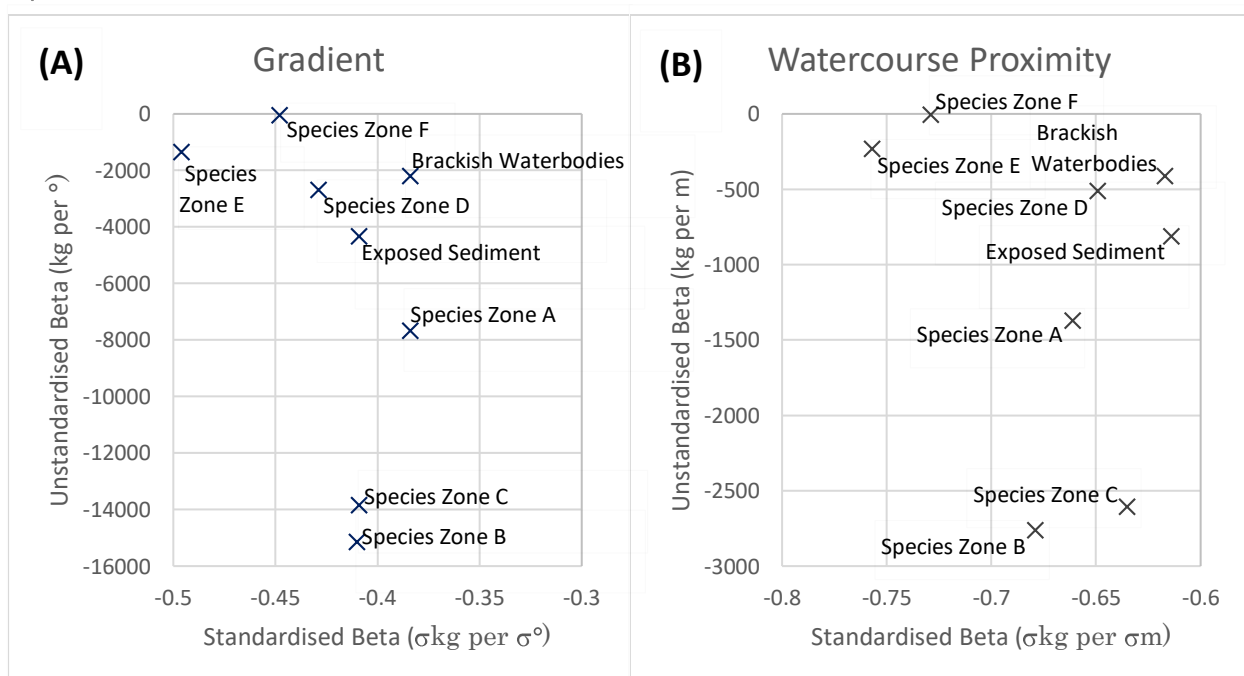 (A)
Gradient
Unstandardised Beta (kg per °)
0
-2000
-4000
-6000
-8000
-10000
-12000
-14000
-16000
Species Zone F
Brackish Waterbodies
Species
Zone E
Species Zone D
Exposed Sediment
Species Zone A
Species Zone C
Species Zone B
-0.5
-0.45
-0.4
-0.35
-0.3
Standardised Beta (σkg per σ°)
(B)
Watercourse Proximity
Unstandardised Beta (kg per m)
0
-500
-1000
-1500
-2000
-2500
-3000
Species Zone F
Brackish
Waterbodies
Species Zone E
Species Zone D
Exposed Sediment
Species Zone A
Species Zone C
Species Zone B
-0.8
-0.75
-0.7
-0.65
-0.6
Standardised Beta (σkg per σm)